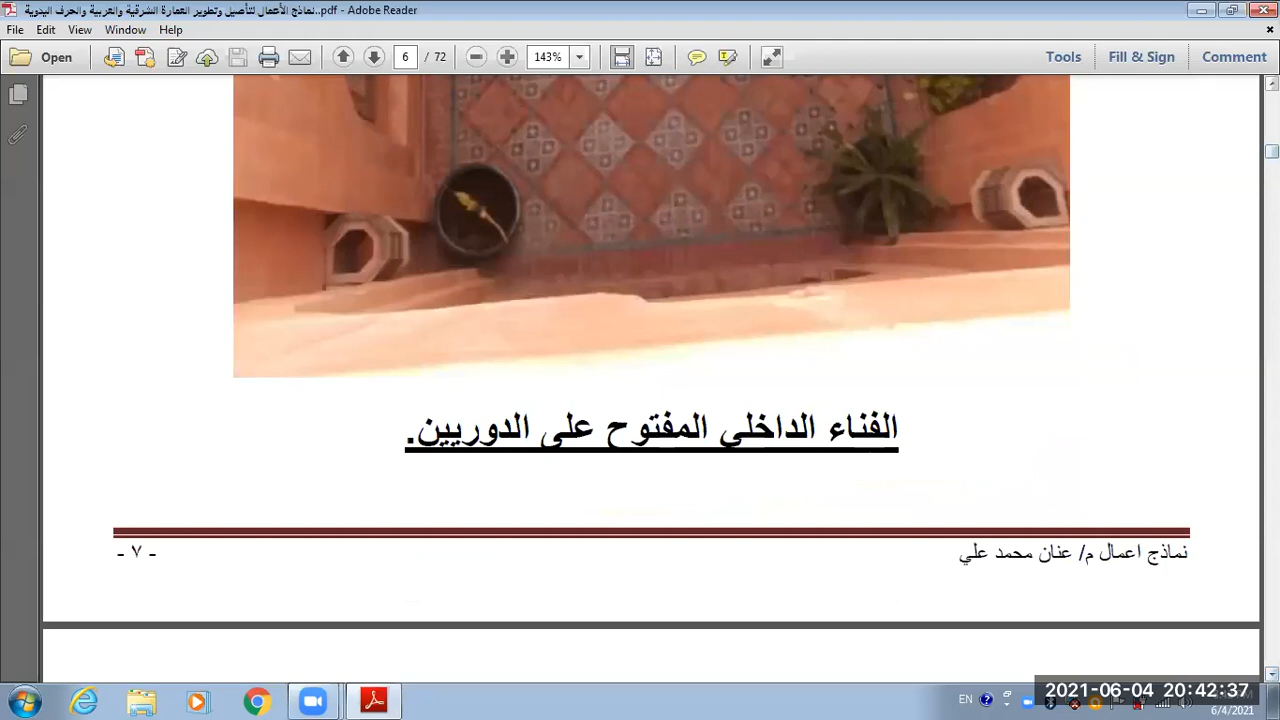 نماذج الأعمال لتأصيل وتطوير العمارة الشرقية والعربية والحرف اليدوية..pdf - Adobe Reader
File Edit View Window Help
Open 6 / 72 143% Tools Fill & Sign Comment
الفناء الداخلي المفتوح على الدوريين.
نماذج اعمال م/ عنان محمد علي
- ٧ -
EN
2021-06-04 20:42:37
6/4/2021